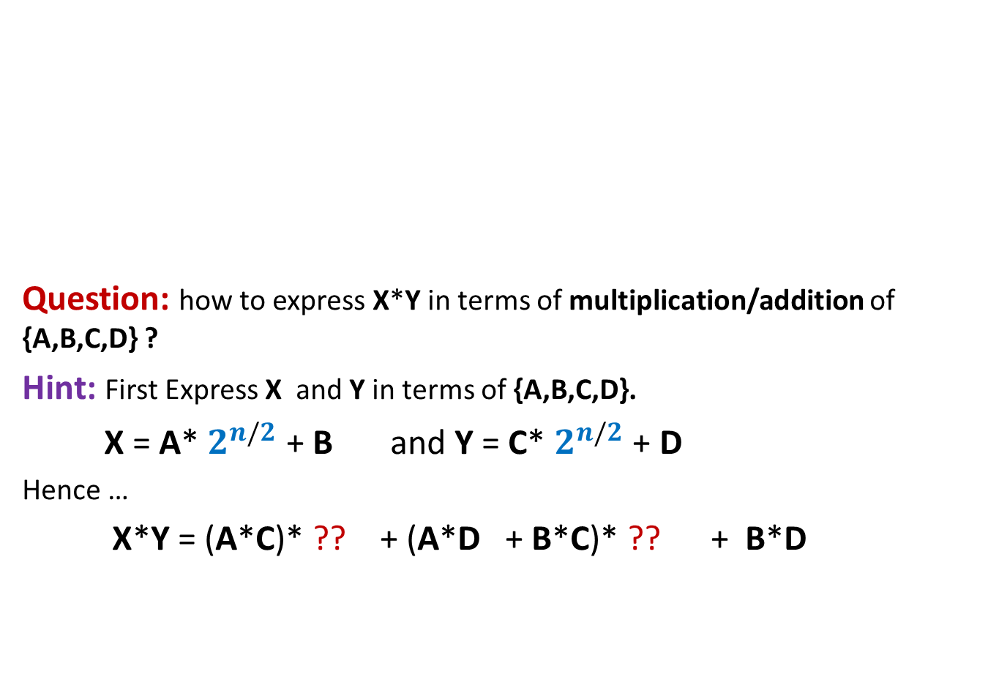 Question: how to express X*Y in terms of multiplication/addition of
{A,B,C,D} ?
Hint: First Express X and Y in terms of {A,B,C,D}.
X = A* 2^{n/2} + B and Y = C* 2^{n/2} + D
Hence …
X*Y = (A*C)* ?? + (A*D + B*C)* ?? + B*D